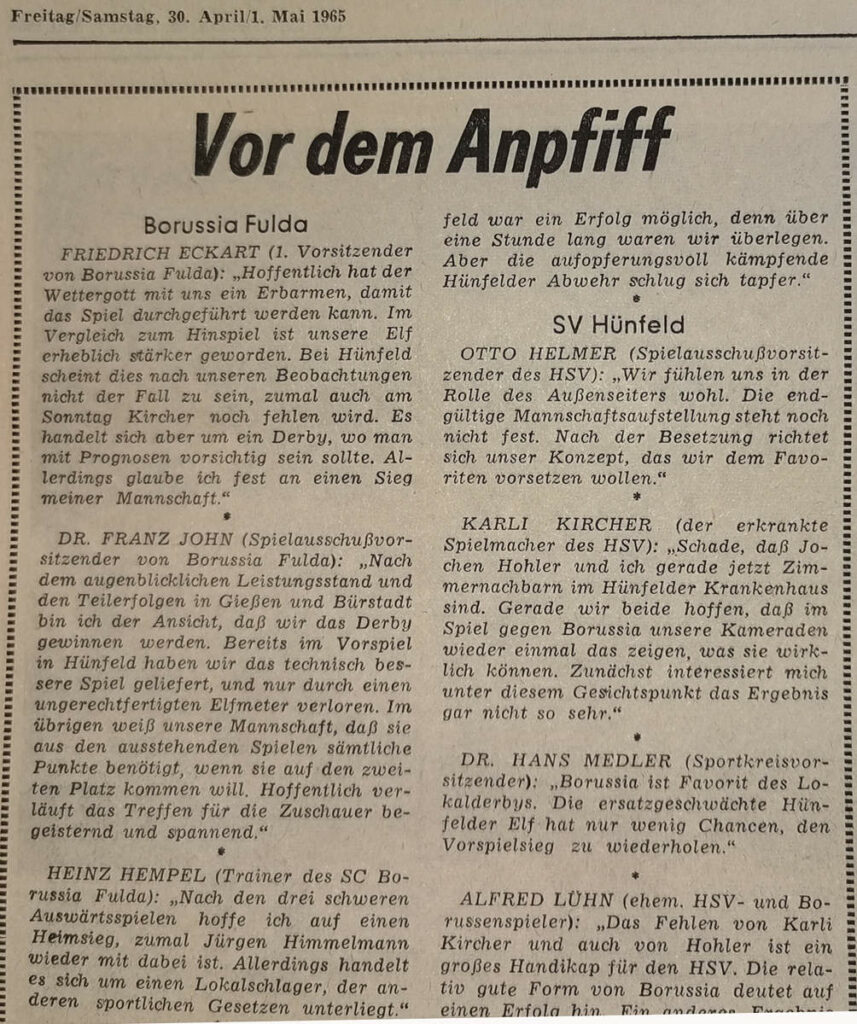 Freitag/Samstag, 30. April/1. Mai 1965
Vor dem Anpfiff
Borussia Fulda
FRIEDRICH ECKART (1. Vorsitzender
von Borussia Fulda): „Hoffentlich hat der
Wettergott mit uns ein Erbarmen, damit
das Spiel durchgeführt werden kann. Im
Vergleich zum Hinspiel ist unsere Elf
erheblich stärker geworden. Bei Hünfeld
scheint dies nach unseren Beobachtungen
nicht der Fall zu sein, zumal auch am
Sonntag Kircher noch fehlen wird. Es
handelt sich aber um ein Derby, wo man
mit Prognosen vorsichtig sein sollte. Al-
lerdings glaube ich fest an einen Sieg
meiner Mannschaft.“
*
DR. FRANZ JOHN (Spielausschußvor-
sitzender von Borussia Fulda): „Nach
dem augenblicklichen Leistungsstand und
den Teilerfolgen in Gießen und Bürstadt
bin ich der Ansicht, daß wir das Derby
gewinnen werden. Bereits im Vorspiel
in Hünfeld haben wir das technisch bes-
sere Spiel geliefert, und nur durch einen
ungerechtfertigten Elfmeter verloren. Im
übrigen weiß unsere Mannschaft, daß sie
aus den ausstehenden Spielen sämtliche
Punkte benötigt, wenn sie auf den zwei-
ten Platz kommen will. Hoffentlich ver-
läuft das Treffen für die Zuschauer be-
geisternd und spannend.“
*
HEINZ HEMPEL (Trainer des SC Bo-
russia Fulda): „Nach den drei schweren
Auswärtsspielen hoffe ich auf einen
Heimsieg, zumal Jürgen Himmelmann
wieder mit dabei ist. Allerdings handelt
es sich um einen Lokalschlager, der an-
deren sportlichen Gesetzen unterliegt.“
feld war ein Erfolg möglich, denn über
eine Stunde lang waren wir überlegen.
Aber die aufopferungsvoll kämpfende
Hünfelder Abwehr schlug sich tapfer.“
*
SV Hünfeld
OTTO HELMER (Spielausschußvorsit-
zender des HSV): „Wir fühlen uns in der
Rolle des Außenseiters wohl. Die end-
gültige Mannschaftsaufstellung steht noch
nicht fest. Nach der Besetzung richtet
sich unser Konzept, das wir dem Favo-
riten vorsetzen wollen.“
*
KARLI KIRCHER (der erkrankte
Spielmacher des HSV): „Schade, daß Jo-
chen Hohler und ich gerade jetzt Zim-
mernachbarn im Hünfelder Krankenhaus
sind. Gerade wir beide hoffen, daß im
Spiel gegen Borussia unsere Kameraden
wieder einmal das zeigen, was sie wirk-
lich können. Zunächst interessiert mich
unter diesem Gesichtspunkt das Ergebnis
gar nicht so sehr.“
*
DR. HANS MEDLER (Sportkreisvor-
sitzender): „Borussia ist Favorit des Lo-
kalderbys. Die ersatzgeschwächte Hün-
felder Elf hat nur wenig Chancen, den
Vorspielsieg zu wiederholen.“
*
ALFRED LÜHN (ehem. HSV- und Bo-
russenspieler): „Das Fehlen von Karli
Kircher und auch von Hohler ist ein
großes Handikap für den HSV. Die rela-
tiv gute Form von Borussia deutet auf
einen Erfolg hin. Ein anderes Ergebnis